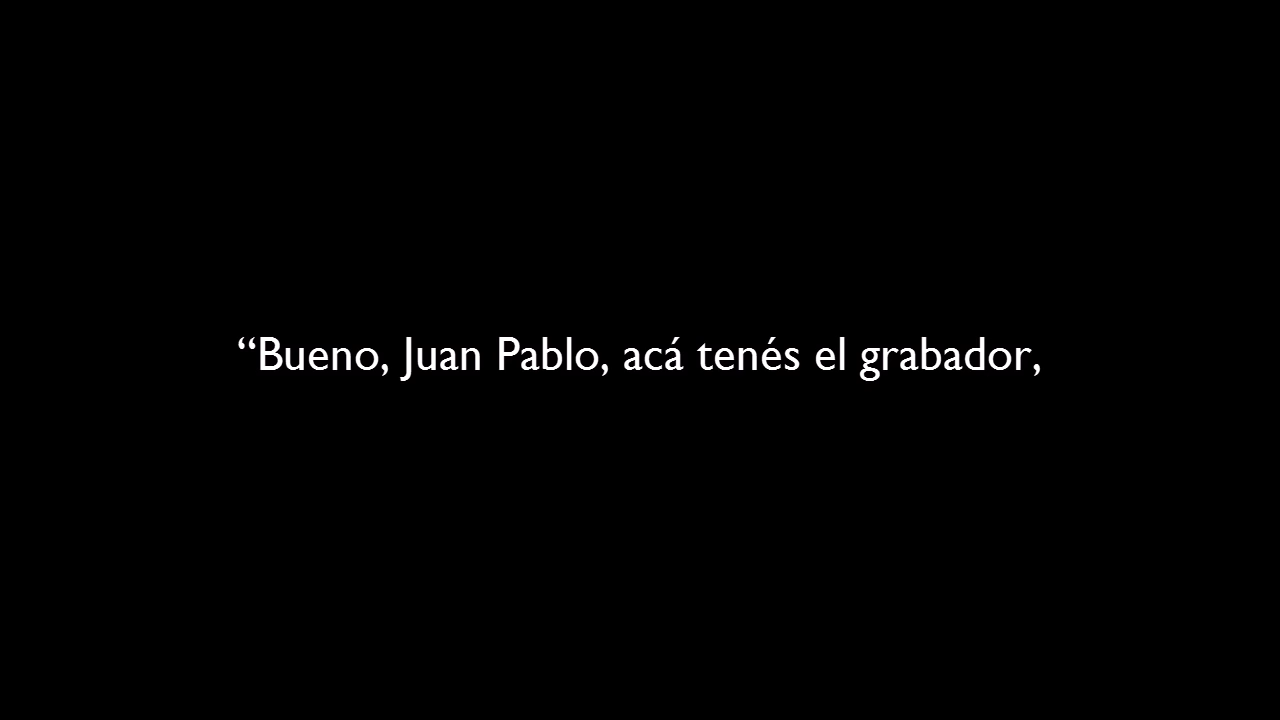 “Bueno, Juan Pablo, acá tenés el grabador,